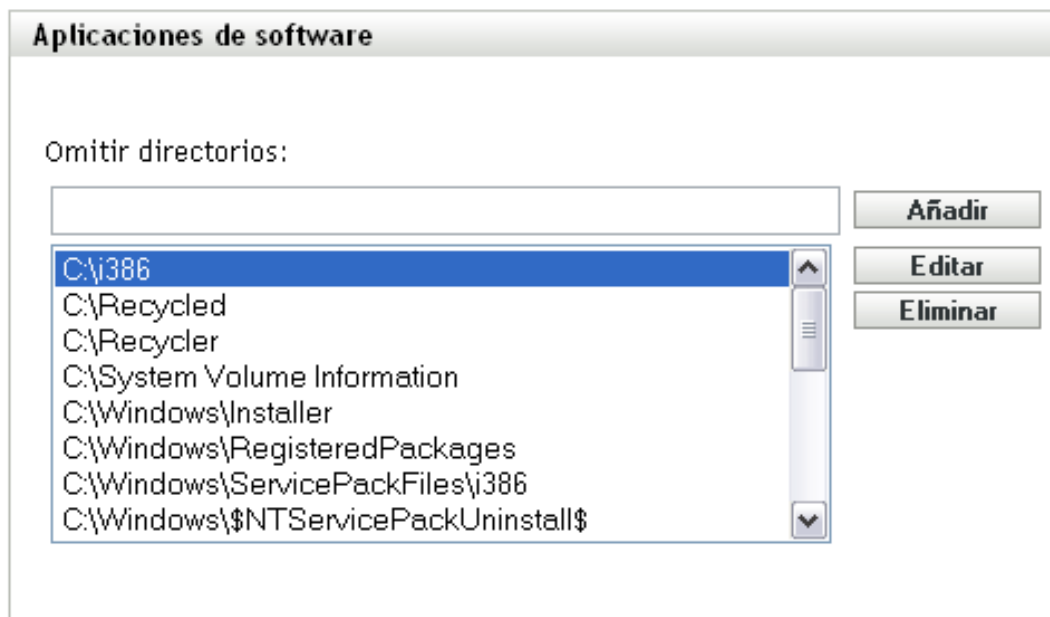 Aplicaciones de software
Omitir directorios:
Añadir
C:\i386
Editar
C:\Recycled
Eliminar
C:\Recycler
C:\System Volume Information
C:\Windows\Installer
C:\Windows\RegisteredPackages
C:\Windows\ServicePackFiles\i386
C:\Windows\$NTServicePackUninstall$